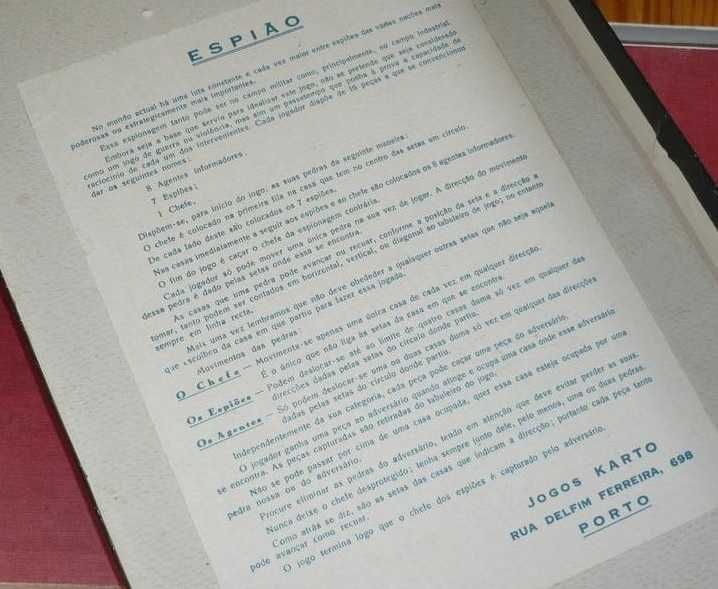 ESPIÃO
No mundo actual há uma luta constante e cada vez maior entre espiões das várias nações mais
poderosas ou estrategicamente mais importantes.
Essa espionagem tanto pode ser no campo militar como, principalmente, no campo industrial.
Embora seja a base que serviu para idealizar este jogo, não se pretende que seja considerado
como um jogo de guerra ou violência, mas sim um passatempo que ponha à prova a capacidade de
raciocínio de cada um dos intervenientes. Cada jogador dispõe de 16 peças a que se convencionou
dar os seguintes nomes:
8 Agentes informadores.
7 Espiões;
1 Chefe.
Dispõem-se, para início do jogo, as suas pedras da seguinte maneira:
O chefe é colocado na primeira fila na casa que tem no centro das setas um círculo.
De cada lado deste são colocados os 7 espiões.
Nas casas imediatamente a seguir aos espiões e ao chefe são colocados os 8 agentes informadores.
O fim do jogo é caçar o chefe da espionagem contrária.
Cada jogador só pode mover uma única pedra na sua vez de jogar. A direcção do movimento
dessa pedra é dado pelas setas onde essa se encontra.
As casas que uma pedra pode avançar ou recuar, conforme a posição da seta e a direcção a
tomar, tanto podem ser contados em horizontal, vertical, ou diagonal ao tabuleiro de jogo; no entanto
sempre em linha recta.
Mais uma vez lembramos que não deve obedecer a quaisquer outras setas que não seja aquela
que escolheu da casa em que partiu para fazer essa jogada.
Movimentos das pedras:
O Chefe — Movimenta-se apenas uma única casa de cada vez em qualquer direcção.
É o único que não liga às setas da casa em que se encontra.
Os Espiões — Podem deslocar-se até ao limite de quatro casas duma só vez em qualquer das
direcções dadas pelas setas do círculo donde partiu.
Os Agentes — Só podem deslocar-se uma ou duas casas duma só vez em qualquer das direcções
dadas pelas setas do círculo donde partiu.
Independentemente da sua categoria, cada peça pode caçar uma peça do adversário.
O jogador ganha uma peça ao adversário quando atinge e ocupa uma casa onde esse adversário
se encontra. As peças capturadas são retiradas do tabuleiro do jogo.
Não se pode passar por cima de uma casa ocupada, quer essa casa esteja ocupada por uma
pedra nossa ou do adversário.
Procure eliminar as pedras do adversário, tendo em atenção que deve evitar perder as suas.
Nunca deixe o chefe desprotegido; tenha sempre junto dele, pelo menos, uma ou duas pedras.
Como atrás se diz, são as setas das casas que indicam a direcção; portanto cada peça tanto
pode avançar como recuar.
O jogo termina logo que o chefe dos espiões é capturado pelo adversário.
JOGOS KARTO
RUA DELFIM FERREIRA, 698
PORTO